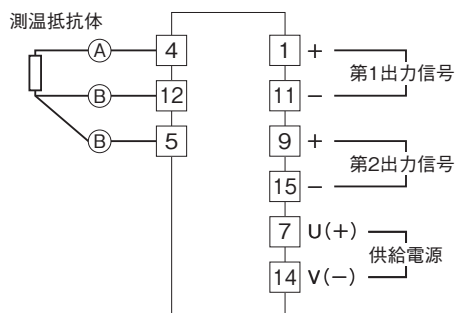 測温抵抗体
A 4
B 12
B 5
1 +
第1出力信号
11 −
9 +
第2出力信号
15 −
7 U(+)
供給電源
14 V(−)